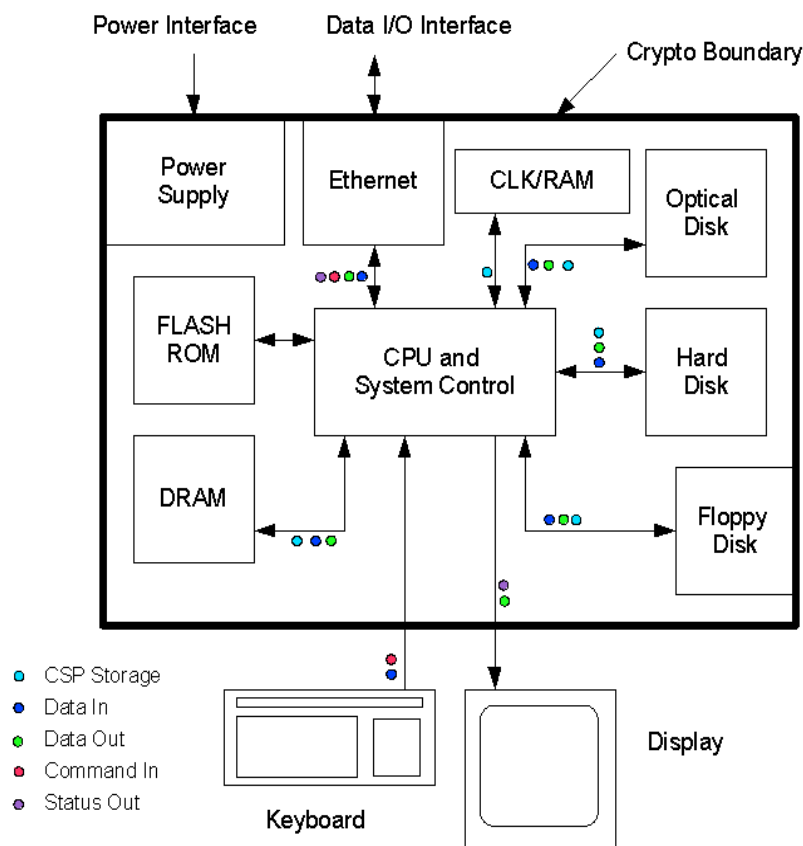 Power Interface
Data I/O Interface
Crypto Boundary
Power
Supply
Ethernet
CLK/RAM
Optical
Disk
FLASH
ROM
CPU and
System Control
Hard
Disk
DRAM
Floppy
Disk
CSP Storage
Data In
Data Out
Command In
Status Out
Keyboard
Display